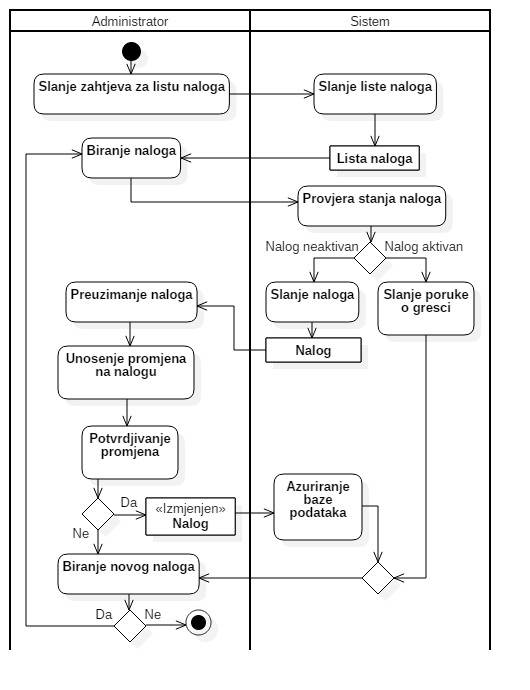 Administrator
Sistem
Slanje zahtjeva za listu naloga
Slanje liste naloga
Biranje naloga
Lista naloga
Provjera stanja naloga
Nalog neaktivan
Nalog aktivan
Preuzimanje naloga
Slanje naloga
Slanje poruke
o gresci
Nalog
Unosenje promjena
na nalogu
Potvrdjivanje
promjena
Da
«Izmjenjen»
Nalog
Azuriranje
baze
podataka
Ne
Biranje novog naloga
Da
Ne